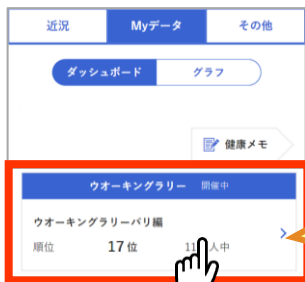 近況 Myデータ その他
ダッシュボード グラフ
健康メモ
ウオーキングラリー 開催中
ウオーキングラリーパリ編
順位 17位 人中